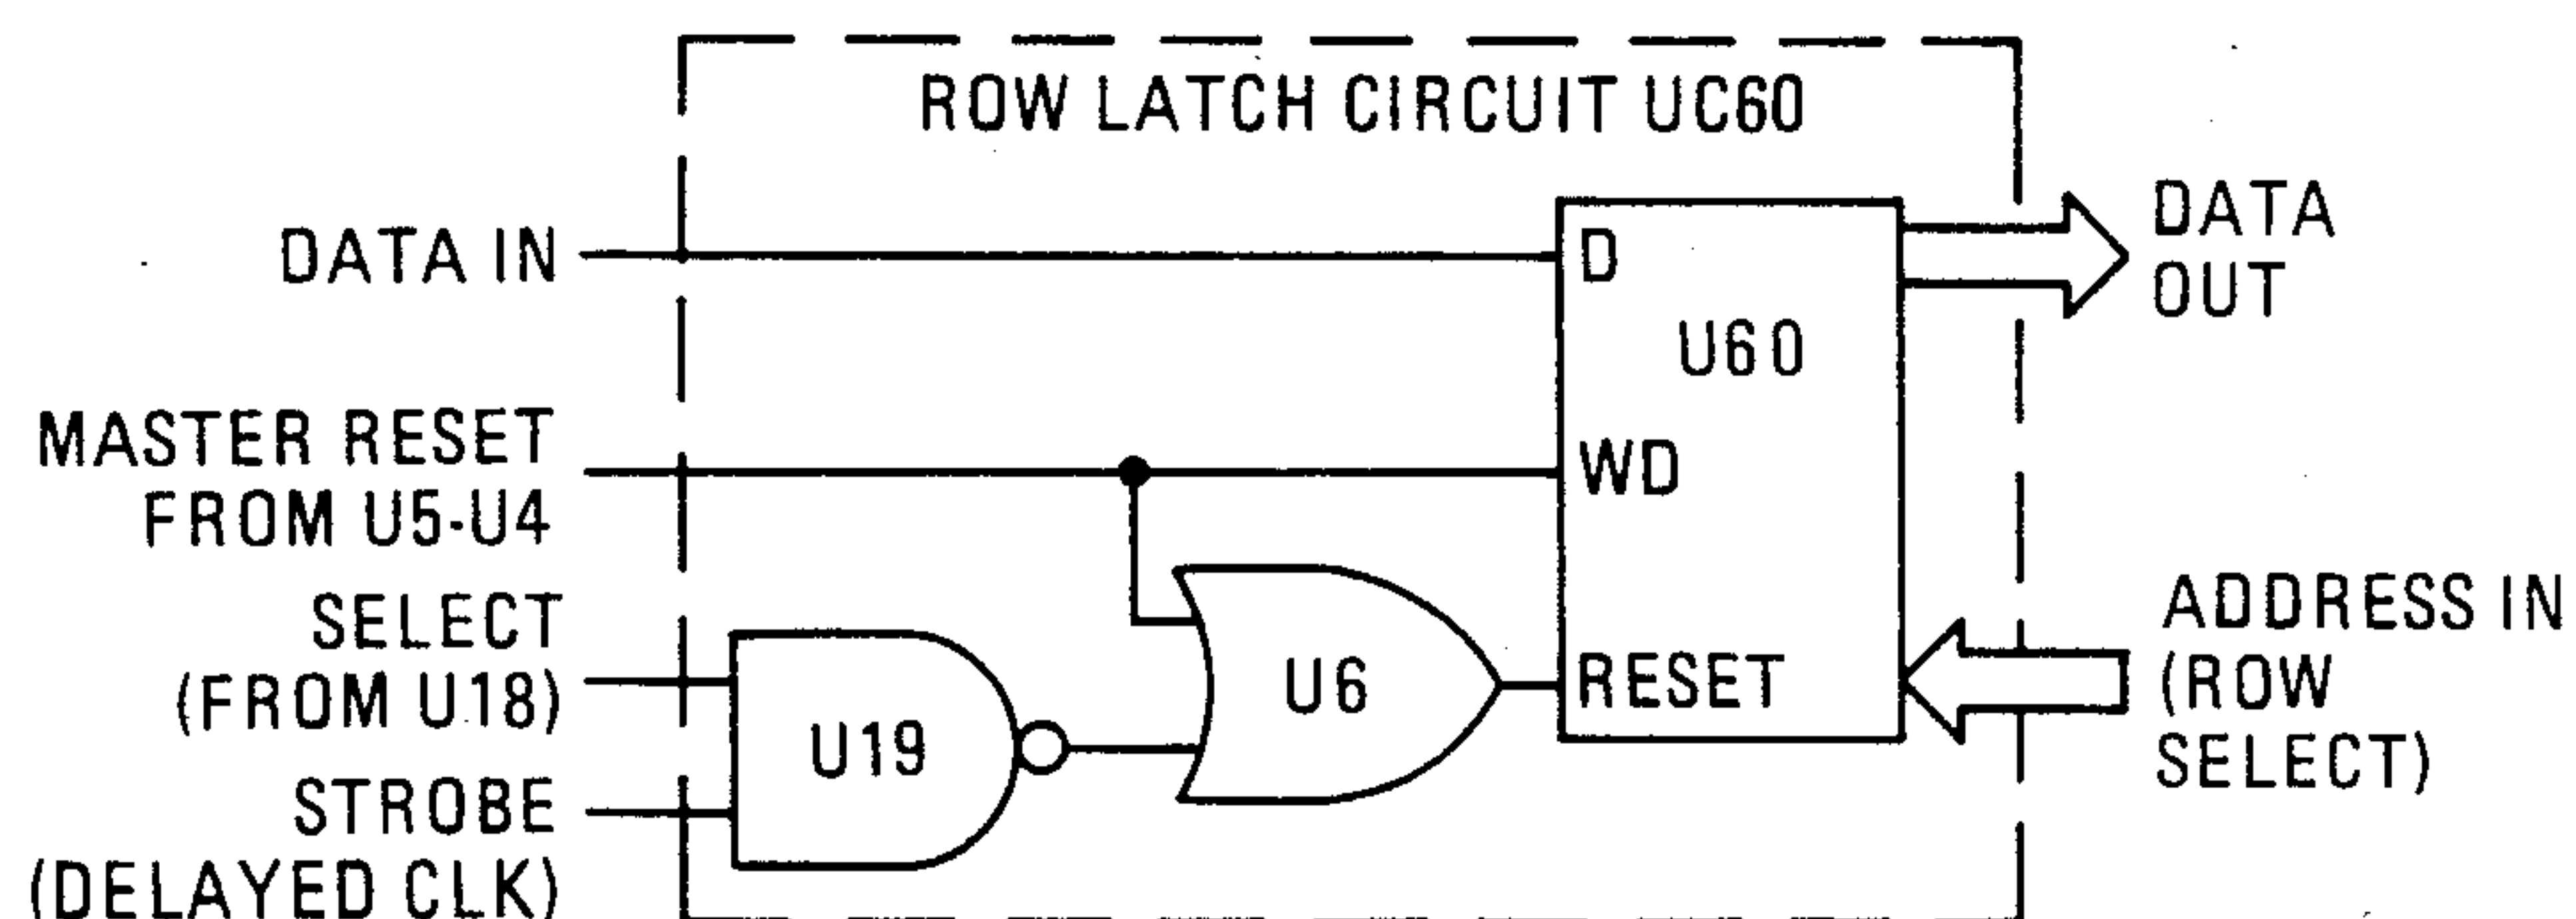 ROW LATCH CIRCUIT UC60
DATA IN
D
DATA
OUT
U60
MASTER RESET
FROM U5-U4
WD
SELECT
(FROM U18)
U19
U6
RESET
ADDRESS IN
(ROW
SELECT)
STROBE
(DELAYED CLK)